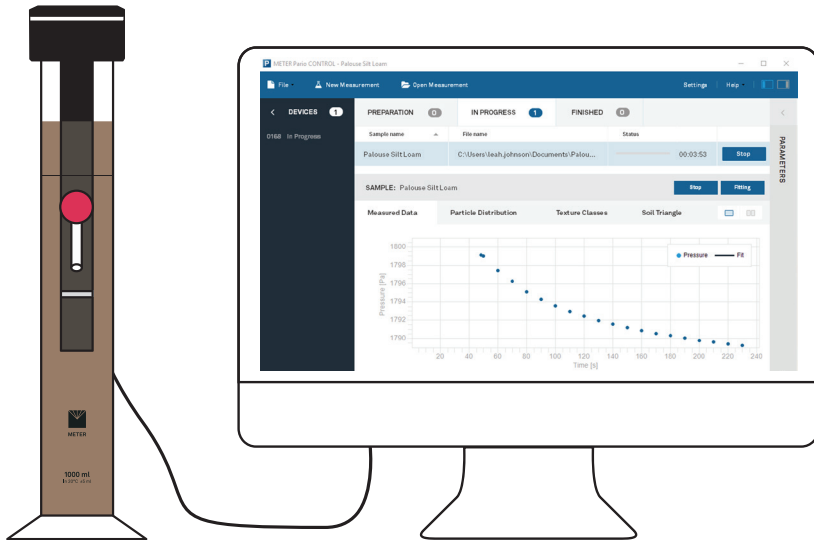 METER
1000 ml
METER Pario CONTROL - Palouse Silt Loam
File New Measurement Open Measurement Settings Help
DEVICES 1
0168 In Progress
PREPARATION 0 IN PROGRESS 1 FINISHED 0
Sample name File name Status
Palouse Silt Loam C:\Users\leah.johnson\Documents\Palou... 00:03:53 Stop
SAMPLE: Palouse Silt Loam Stop Fitting
Measured Data Particle Distribution Texture Classes Soil Triangle
Pressure Fit
1800
1798
1796
1794
1792
1790
Pressure [Pa]
20 40 60 80 100 120 140 160 180 200 220 240
Time [s]
PARAMETERS